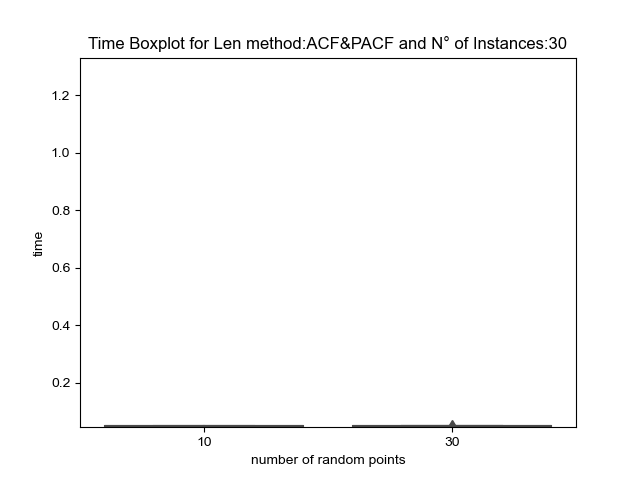 Time Boxplot for Len method:ACF&PACF and N° of Instances:30
1.2
1.0
0.8
0.6
0.4
0.2
time
10 30
number of random points